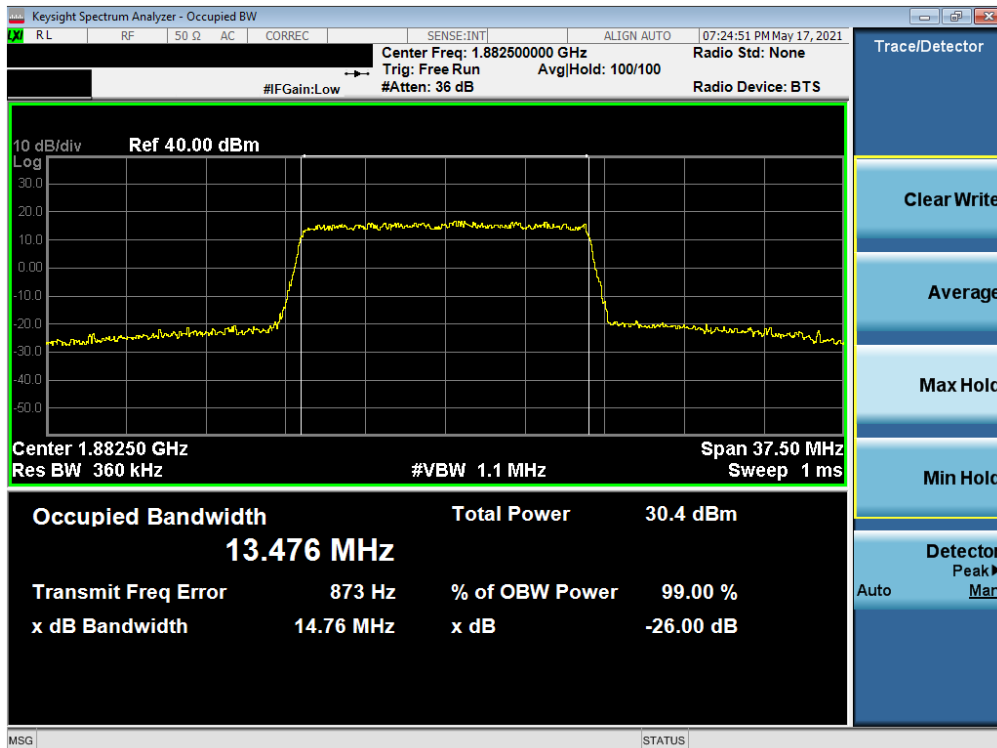 Keysight Spectrum Analyzer - Occupied BW
LXI RL RF 50 Ω AC CORREC SENSE:INT ALIGN AUTO 07:24:51 PM May 17, 2021
Center Freq: 1.882500000 GHz Radio Std: None
Trig: Free Run Avg|Hold: 100/100
#IFGain:Low #Atten: 36 dB Radio Device: BTS
Trace/Detector
10 dB/div Ref 40.00 dBm
Log
30.0
20.0
10.0
0.00
-10.0
-20.0
-30.0
-40.0
-50.0
Center 1.88250 GHz Span 37.50 MHz
Res BW 360 kHz #VBW 1.1 MHz Sweep 1 ms
Occupied Bandwidth Total Power 30.4 dBm
13.476 MHz
Transmit Freq Error 873 Hz % of OBW Power 99.00 %
x dB Bandwidth 14.76 MHz x dB -26.00 dB
Clear Write
Average
Max Hold
Min Hold
Detector
Peak
Auto Man
MSG STATUS